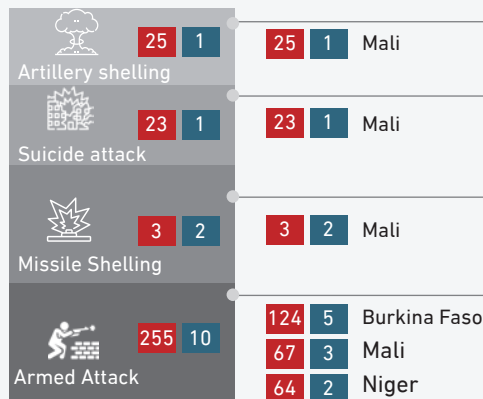 25 1 25 1 Mali
Artillery shelling
23 1 23 1 Mali
Suicide attack
3 2 3 2 Mali
Missile Shelling
124 5 Burkina Faso
255 10 67 3 Mali
Armed Attack 64 2 Niger